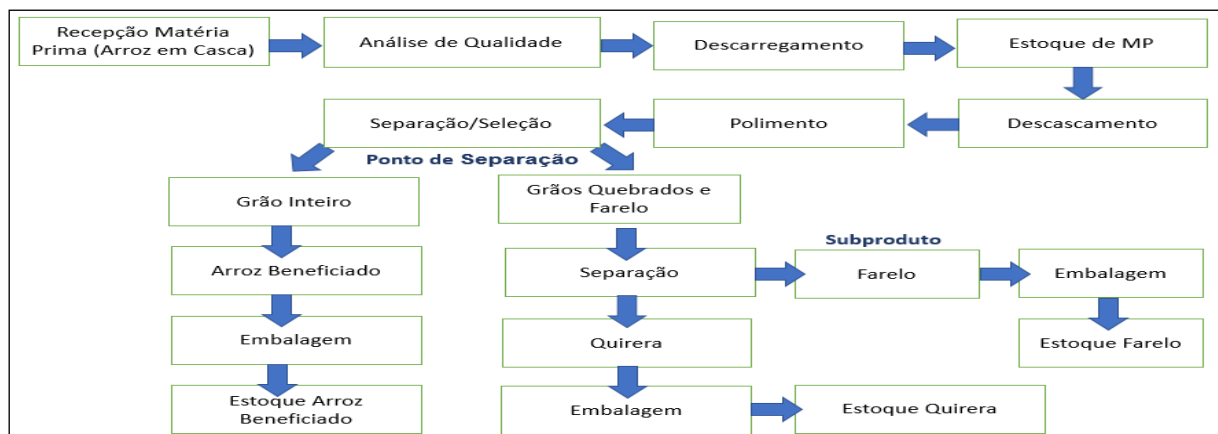 Recepção Matéria
Prima (Arroz em Casca)
Análise de Qualidade
Descarregamento
Estoque de MP
Separação/Seleção
Polimento
Descascamento
Ponto de Separação
Grão Inteiro
Grãos Quebrados e
Farelo
Subproduto
Arroz Beneficiado
Separação
Farelo
Embalagem
Embalagem
Quirera
Estoque Farelo
Estoque Arroz
Beneficiado
Embalagem
Estoque Quirera